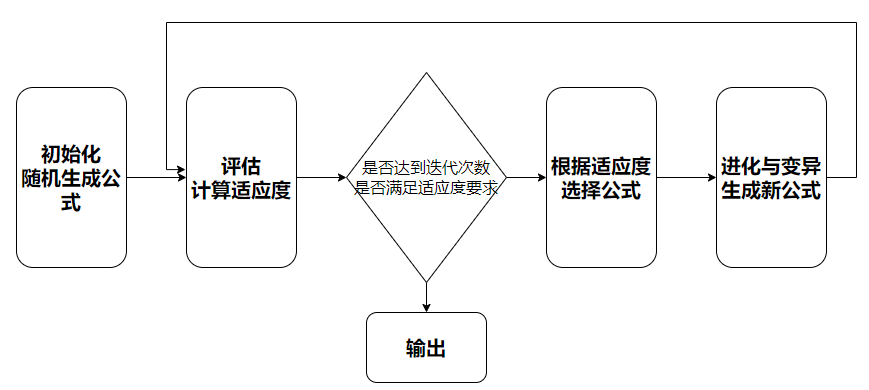 初始化
随机生成公
式
评估
计算适应度
是否达到迭代次数
是否满足适应度要求
根据适应度
选择公式
进化与变异
生成新公式
输出